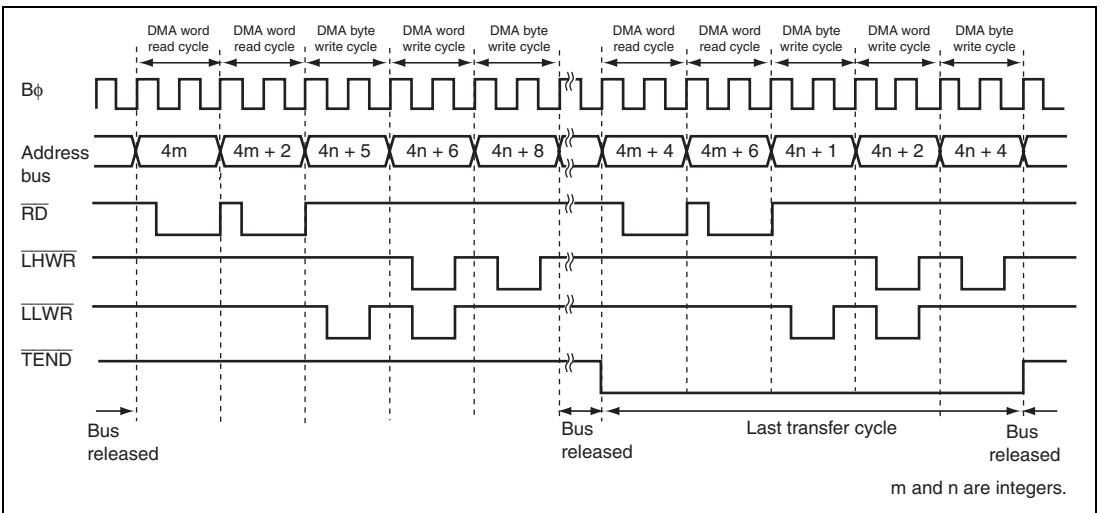 DMA word read cycle DMA word read cycle DMA byte write cycle DMA word write cycle DMA byte write cycle DMA word read cycle DMA word read cycle DMA byte write cycle DMA word write cycle DMA byte write cycle
Bϕ
Address bus 4m 4m + 2 4n + 5 4n + 6 4n + 8 4m + 4 4m + 6 4n + 1 4n + 2 4n + 4
RD
LHWR
LLWR
TEND
Bus released Bus released Last transfer cycle Bus released
m and n are integers.